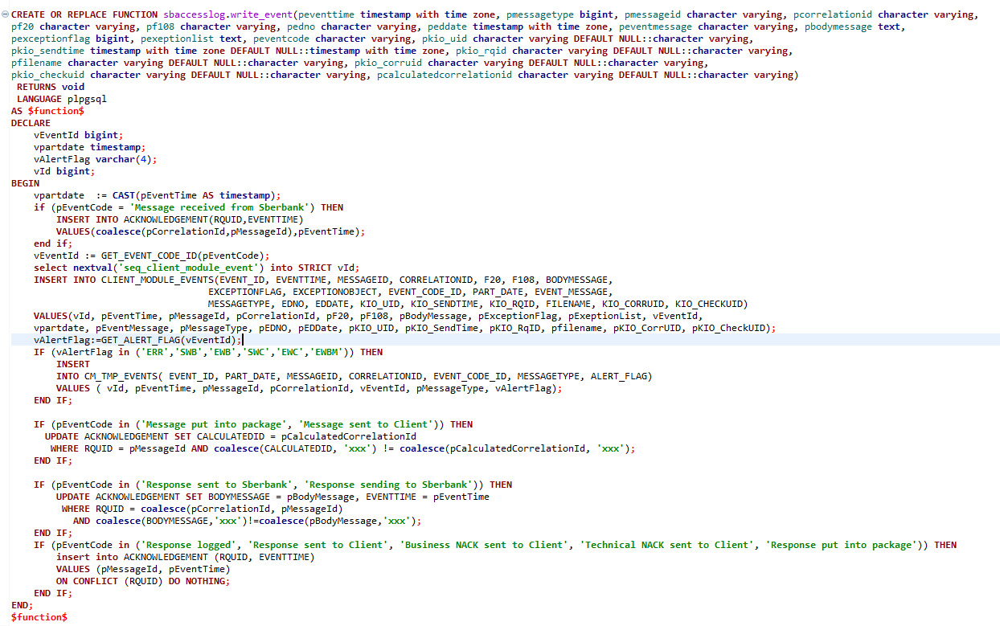 CREATE OR REPLACE FUNCTION sbaccesslog.write_event(peventtime timestamp with time zone, pmessagetype bigint, pmessageid character varying, pcorrelationid character varying,
pf20 character varying, pf108 character varying, pedno character varying, peddate timestamp with time zone, peventmessage character varying, pbodymessage text,
pexceptionflag bigint, pexeptionlist text, peventcode character varying, pkio_uid character varying DEFAULT NULL::character varying,
pkio_sendtime timestamp with time zone DEFAULT NULL::timestamp with time zone, pkio_rqid character varying DEFAULT NULL::character varying,
pfilename character varying DEFAULT NULL::character varying, pkio_corruid character varying DEFAULT NULL::character varying,
pkio_checkuid character varying DEFAULT NULL::character varying, pcalculatedcorrelationid character varying DEFAULT NULL::character varying)
 RETURNS void
 LANGUAGE plpgsql
AS $function$
DECLARE
    vEventId bigint;
    vpartdate timestamp;
    vAlertFlag varchar(4);
    vId bigint;
BEGIN
    vpartdate  := CAST(pEventTime AS timestamp);
    if (pEventCode = 'Message received from Sberbank') THEN
        INSERT INTO ACKNOWLEDGEMENT(RQUID,EVENTTIME)
        VALUES(coalesce(pCorrelationId,pMessageId),pEventTime);
    end if;
    vEventId := GET_EVENT_CODE_ID(pEventCode);
    select nextval('seq_client_module_event') into STRICT vId;
    INSERT INTO CLIENT_MODULE_EVENTS(EVENT_ID, EVENTTIME, MESSAGEID, CORRELATIONID, F20, F108, BODYMESSAGE,
                                   EXCEPTIONFLAG, EXCEPTIONOBJECT, EVENT_CODE_ID, PART_DATE, EVENT_MESSAGE,
                                   MESSAGETYPE, EDNO, EDDATE, KIO_UID, KIO_SENDTIME, KIO_RQID, FILENAME, KIO_CORRUID, KIO_CHECKUID)
    VALUES(vId, pEventTime, pMessageId, pCorrelationId, pF20, pF108, pBodyMessage, pExceptionFlag, pExeptionList, vEventId,
    vpartdate, pEventMessage, pMessageType, pEDNO, pEDDate, pKIO_UID, pKIO_SendTime, pKIO_RqID, pfilename, pKIO_CorrUID, pKIO_CheckUID);
    vAlertFlag:=GET_ALERT_FLAG(vEventId);
    IF (vAlertFlag in ('ERR','SWB','EWB','SWC','EWC','EWBM')) THEN
        INSERT
        INTO CM_TMP_EVENTS( EVENT_ID, PART_DATE, MESSAGEID, CORRELATIONID, EVENT_CODE_ID, MESSAGETYPE, ALERT_FLAG)
        VALUES ( vId, pEventTime, pMessageId, pCorrelationId, vEventId, pMessageType, vAlertFlag);
    END IF;

    IF (pEventCode in ('Message put into package', 'Message sent to Client')) THEN
      UPDATE ACKNOWLEDGEMENT SET CALCULATEDID = pCalculatedCorrelationId
       WHERE RQUID = pMessageId AND coalesce(CALCULATEDID, 'xxx') != coalesce(pCalculatedCorrelationId, 'xxx');
    END IF;

    IF (pEventCode in ('Response sent to Sberbank', 'Response sending to Sberbank')) THEN
        UPDATE ACKNOWLEDGEMENT SET BODYMESSAGE = pBodyMessage, EVENTTIME = pEventTime
         WHERE RQUID = coalesce(pCorrelationId, pMessageId)
           AND coalesce(BODYMESSAGE,'xxx')!=coalesce(pBodyMessage,'xxx');
    END IF;
    IF (pEventCode in ('Response logged', 'Response sent to Client', 'Business NACK sent to Client', 'Technical NACK sent to Client', 'Response put into package')) THEN
        insert into ACKNOWLEDGEMENT (RQUID, EVENTTIME)
        VALUES (pMessageId, pEventTime)
        ON CONFLICT (RQUID) DO NOTHING;
    END IF;
END;
$function$